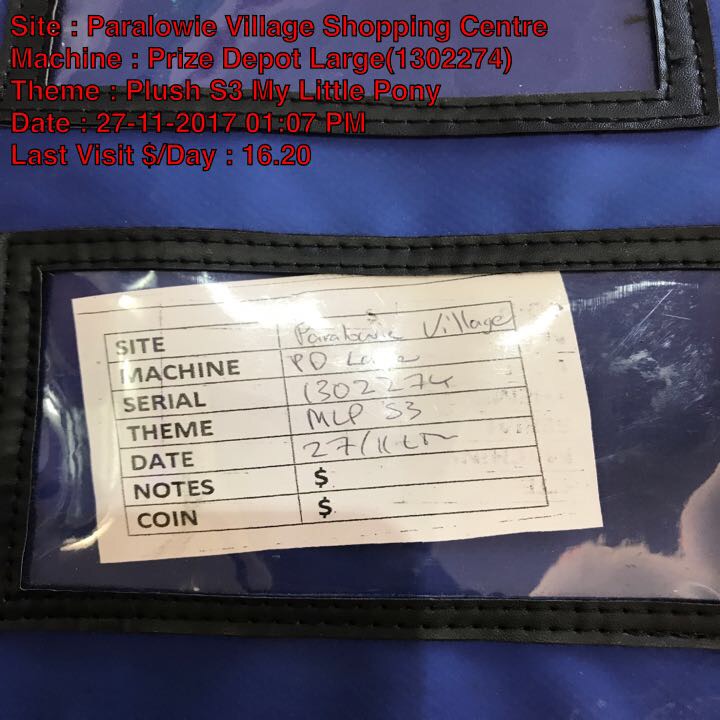 Site : Paralowie Village Shopping Centre
Machine : Prize Depot Large(1302274)
Theme : Plush S3 My Little Pony
Date : 27-11-2017 01:07 PM
Last Visit $/Day : 16.20
SITE Paralowie Village
MACHINE PD Large
SERIAL 1302274
THEME MLP S3
DATE 27/11
NOTES $
COIN $